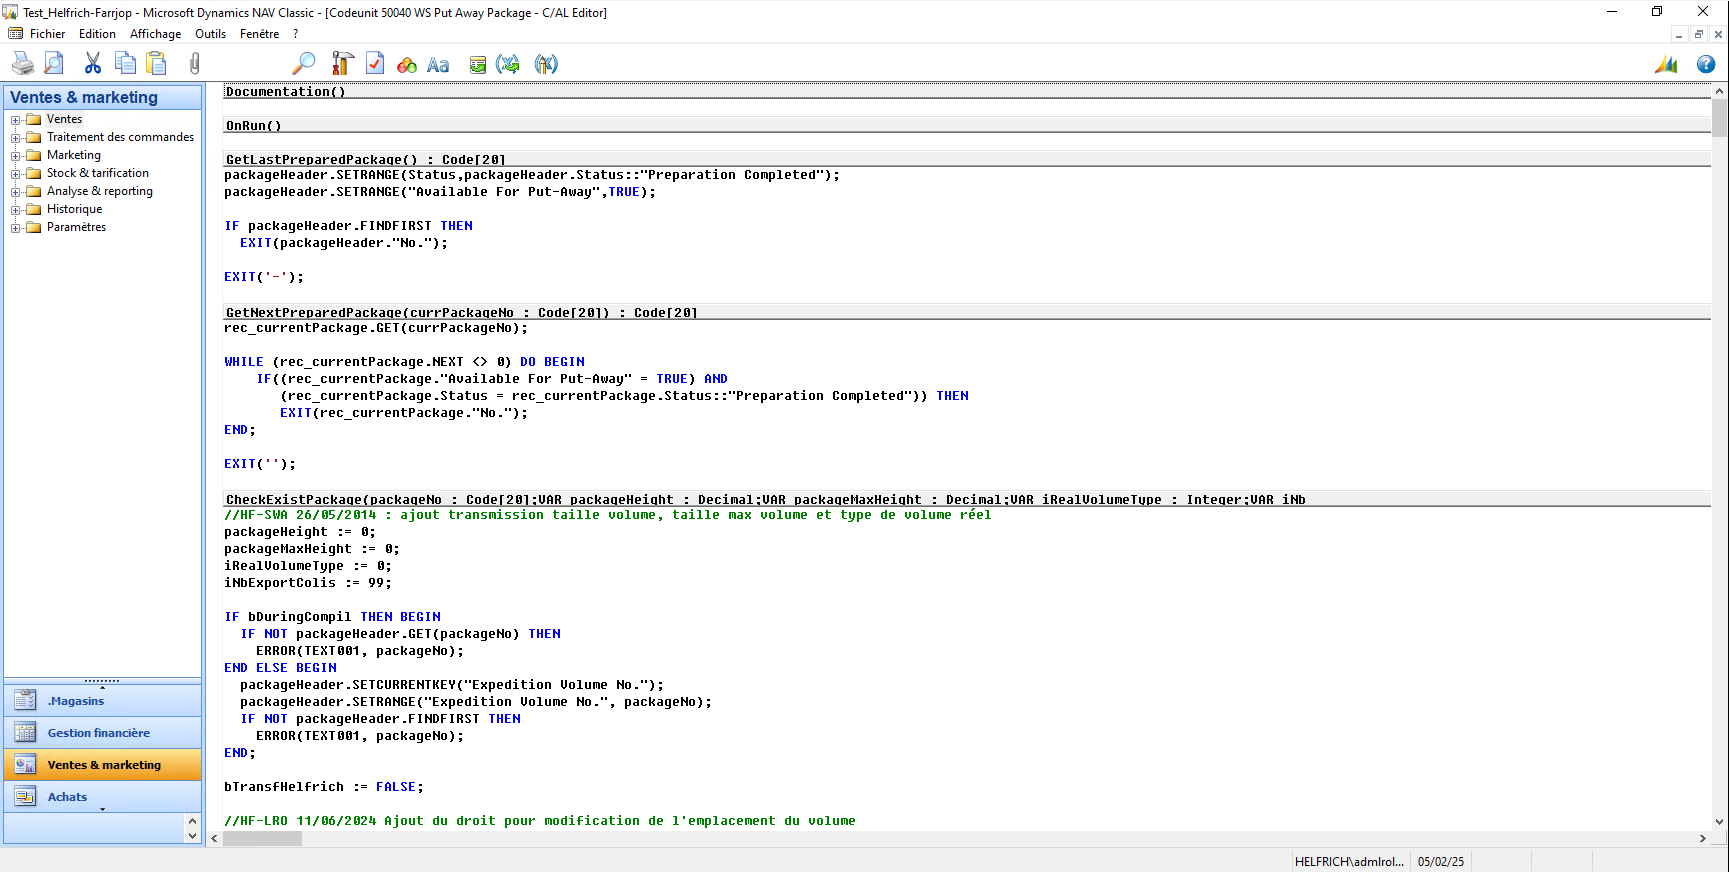 Test_Helfrich-Farrjop - Microsoft Dynamics NAV Classic - [Codeunit 50040 WS Put Away Package - C/AL Editor]
Fichier Edition Affichage Outils Fenêtre ?
Ventes & marketing
Ventes
Traitement des commandes
Marketing
Stock & tarification
Analyse & reporting
Historique
Paramètres
.Magasins
Gestion financière
Ventes & marketing
Achats
Documentation()
OnRun()
GetLastPreparedPackage() : Code[20]
packageHeader.SETRANGE(Status,packageHeader.Status::"Preparation Completed");
packageHeader.SETRANGE("Available For Put-Away",TRUE);
IF packageHeader.FINDFIRST THEN
EXIT(packageHeader."No.");
EXIT('-');
GetNextPreparedPackage(currPackageNo : Code[20]) : Code[20]
rec_currentPackage.GET(currPackageNo);
WHILE (rec_currentPackage.NEXT <> 0) DO BEGIN
IF((rec_currentPackage."Available For Put-Away" = TRUE) AND
(rec_currentPackage.Status = rec_currentPackage.Status::"Preparation Completed")) THEN
EXIT(rec_currentPackage."No.");
END;
EXIT('');
CheckExistPackage(packageNo : Code[20];VAR packageHeight : Decimal;VAR packageMaxHeight : Decimal;VAR iRealVolumeType : Integer;VAR iNb
//HF-SWA 26/05/2014 : ajout transmission taille volume, taille max volume et type de volume réel
packageHeight := 0;
packageMaxHeight := 0;
iRealVolumeType := 0;
iNbExportColis := 99;
IF bDuringCompil THEN BEGIN
IF NOT packageHeader.GET(packageNo) THEN
ERROR(TEXT001, packageNo);
END ELSE BEGIN
packageHeader.SETCURRENTKEY("Expedition Volume No.");
packageHeader.SETRANGE("Expedition Volume No.", packageNo);
IF NOT packageHeader.FINDFIRST THEN
ERROR(TEXT001, packageNo);
END;
bTransfHelfrich := FALSE;
//HF-LRO 11/06/2024 Ajout du droit pour modification de l'emplacement du volume
HELFRICH\admlrol... 05/02/25